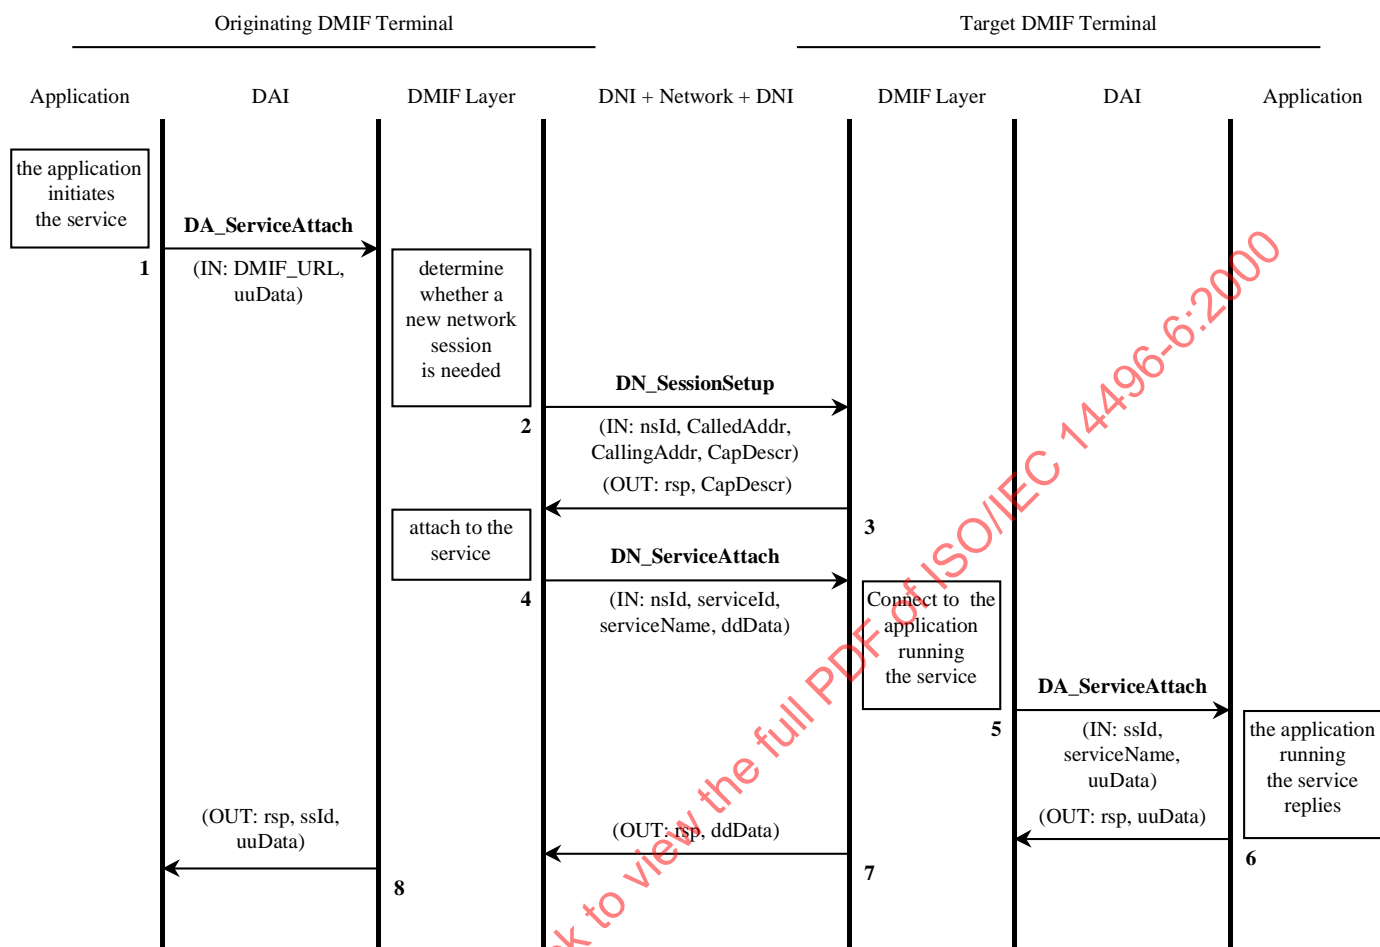 Originating DMIF Terminal
Target DMIF Terminal
Application
DAI
DMIF Layer
DNI + Network + DNI
DMIF Layer
DAI
Application
the application
initiates
the service
1
DA_ServiceAttach
(IN: DMIF_URL,
uuData)
determine
whether a
new network
session
is needed
2
DN_SessionSetup
(IN: nsId, CalledAddr,
CallingAddr, CapDescr)
(OUT: rsp, CapDescr)
3
attach to the
service
4
DN_ServiceAttach
(IN: nsId, serviceId,
serviceName, ddData)
Connect to the
application
running
the service
5
DA_ServiceAttach
(IN: ssId,
serviceName,
uuData)
the application
running
the service
replies
6
(OUT: rsp, uuData)
(OUT: rsp, ddData)
7
(OUT: rsp, ssId,
uuData)
8
to view the full PDF of ISO/IEC 14496-6:2000